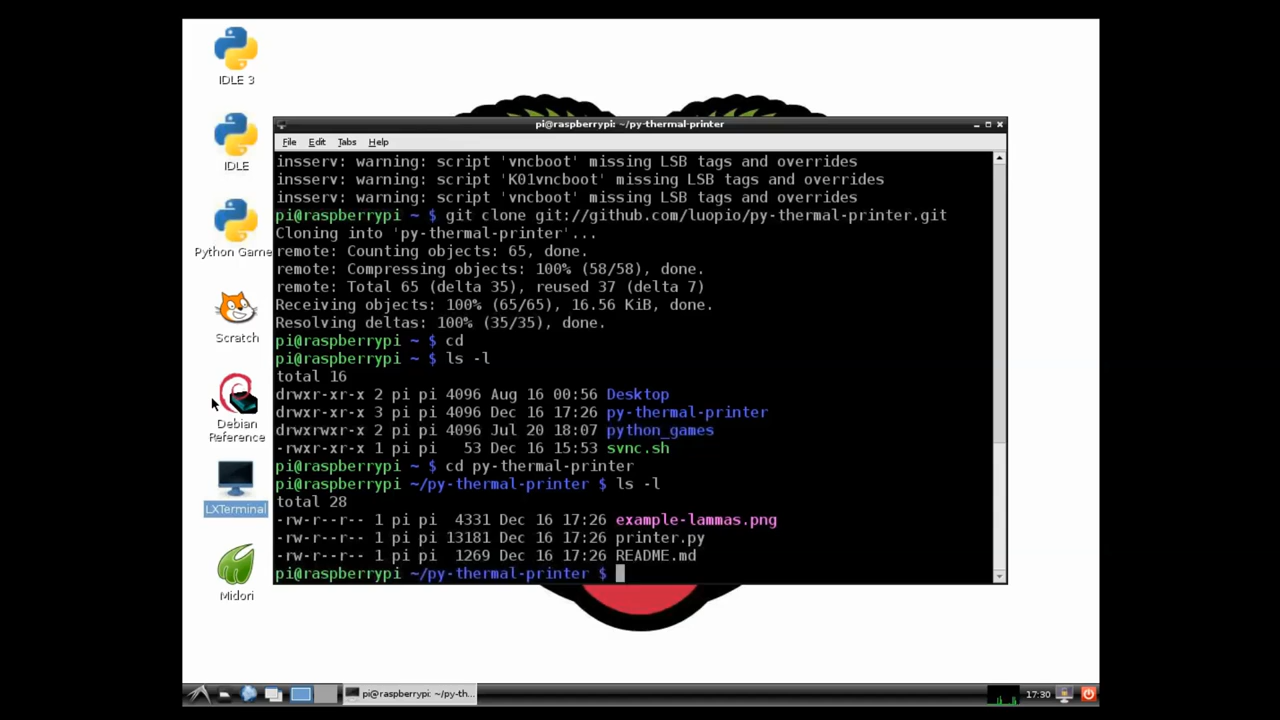 IDLE 3
IDLE
Python Game
Scratch
Debian
Reference
LXTerminal
Midori
pi@raspberrypi: ~/py-thermal-printer
File Edit Tabs Help
insserv: warning: script 'vncboot' missing LSB tags and overrides
insserv: warning: script 'K01vncboot' missing LSB tags and overrides
insserv: warning: script 'vncboot' missing LSB tags and overrides
pi@raspberrypi ~ $ git clone git://github.com/luopio/py-thermal-printer.git
Cloning into 'py-thermal-printer'...
remote: Counting objects: 65, done.
remote: Compressing objects: 100% (58/58), done.
remote: Total 65 (delta 35), reused 37 (delta 7)
Receiving objects: 100% (65/65), 16.56 KiB, done.
Resolving deltas: 100% (35/35), done.
pi@raspberrypi ~ $ cd
pi@raspberrypi ~ $ ls -l
total 16
drwxr-xr-x 2 pi pi 4096 Aug 16 00:56 Desktop
drwxr-xr-x 3 pi pi 4096 Dec 16 17:26 py-thermal-printer
drwxrwxr-x 2 pi pi 4096 Jul 20 18:07 python_games
-rwxr-xr-x 1 pi pi   53 Dec 16 15:53 svnc.sh
pi@raspberrypi ~ $ cd py-thermal-printer
pi@raspberrypi ~/py-thermal-printer $ ls -l
total 28
-rw-r--r-- 1 pi pi  4331 Dec 16 17:26 example-lammas.png
-rw-r--r-- 1 pi pi 13181 Dec 16 17:26 printer.py
-rw-r--r-- 1 pi pi  1269 Dec 16 17:26 README.md
pi@raspberrypi ~/py-thermal-printer $
pi@raspberrypi: ~/py-th...
17:30